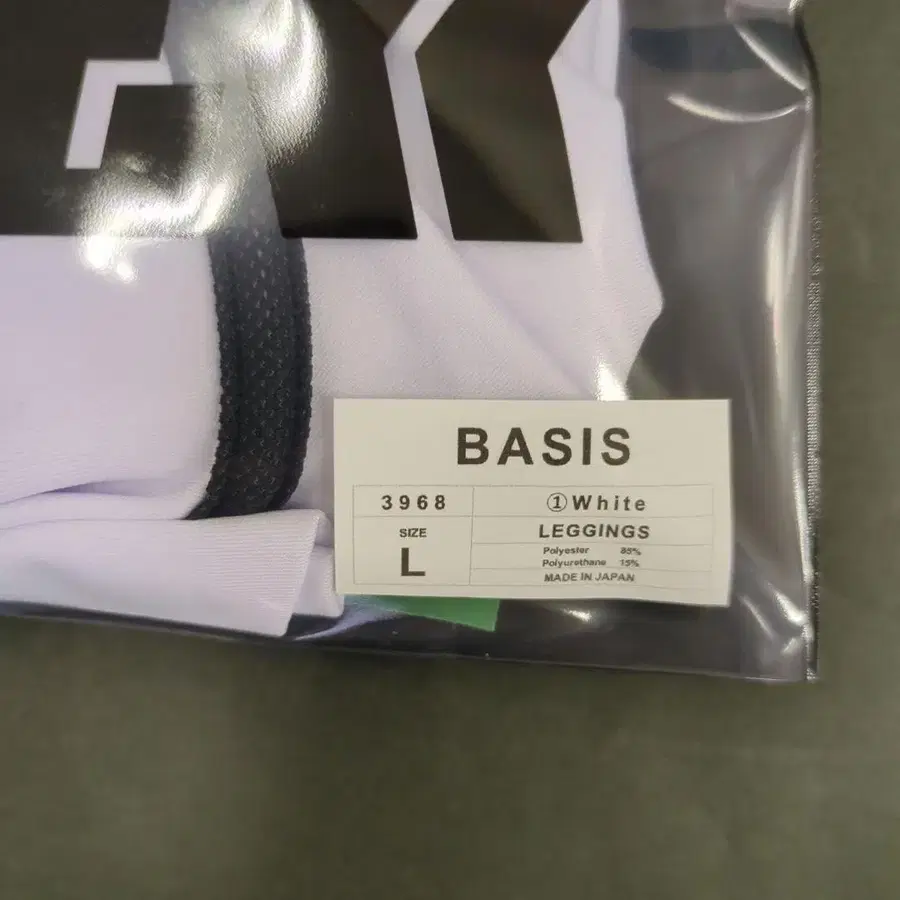 BASIS
3968
①White
SIZE
L
LEGGINGS
Polyester 85%
Polyurethane 15%
MADE IN JAPAN